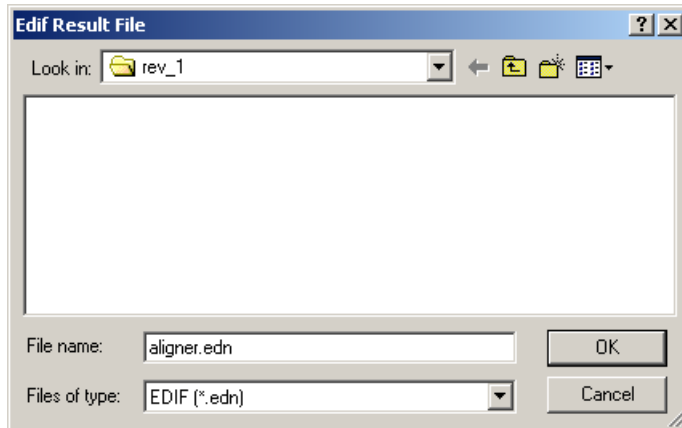 Edif Result File
Look in: rev_1
File name: aligner.edn OK
Files of type: EDIF (*.edn) Cancel